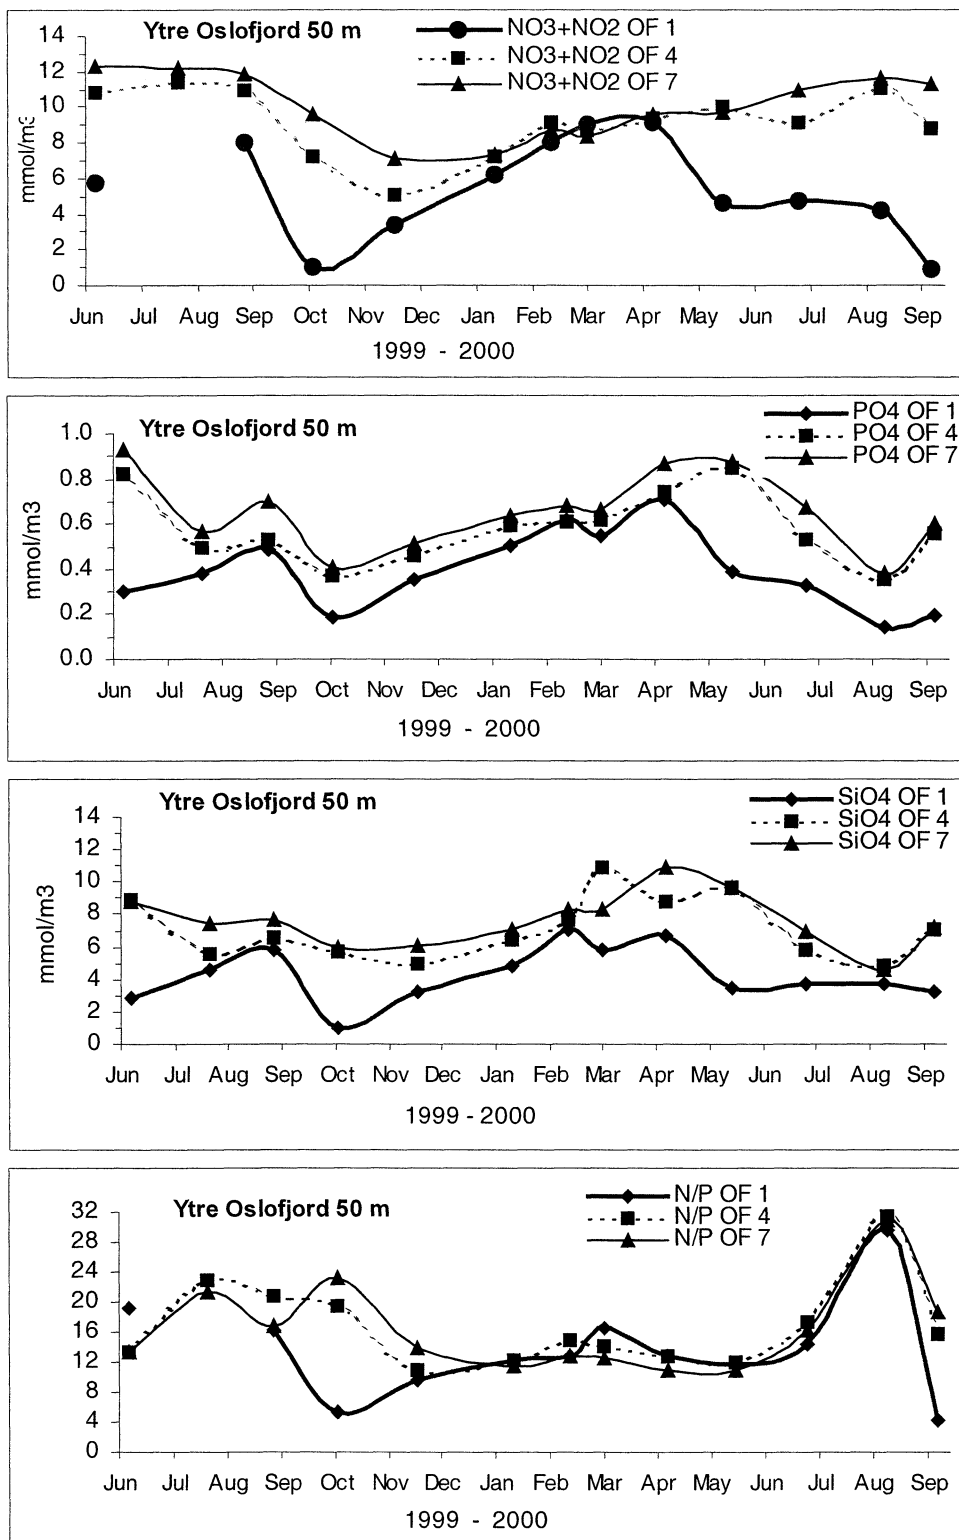 Ytre Oslofjord 50 m
NO3+NO2 OF 1
NO3+NO2 OF 4
NO3+NO2 OF 7
mmol/m3
14
12
10
8
6
4
2
0
Jun Jul Aug Sep Oct Nov Dec Jan Feb Mar Apr May Jun Jul Aug Sep
1999 - 2000
Ytre Oslofjord 50 m
PO4 OF 1
PO4 OF 4
PO4 OF 7
mmol/m3
1.0
0.8
0.6
0.4
0.2
0.0
Jun Jul Aug Sep Oct Nov Dec Jan Feb Mar Apr May Jun Jul Aug Sep
1999 - 2000
Ytre Oslofjord 50 m
SiO4 OF 1
SiO4 OF 4
SiO4 OF 7
mmol/m3
14
12
10
8
6
4
2
0
Jun Jul Aug Sep Oct Nov Dec Jan Feb Mar Apr May Jun Jul Aug Sep
1999 - 2000
Ytre Oslofjord 50 m
N/P OF 1
N/P OF 4
N/P OF 7
32
28
24
20
16
12
8
4
0
Jun Jul Aug Sep Oct Nov Dec Jan Feb Mar Apr May Jun Jul Aug Sep
1999 - 2000